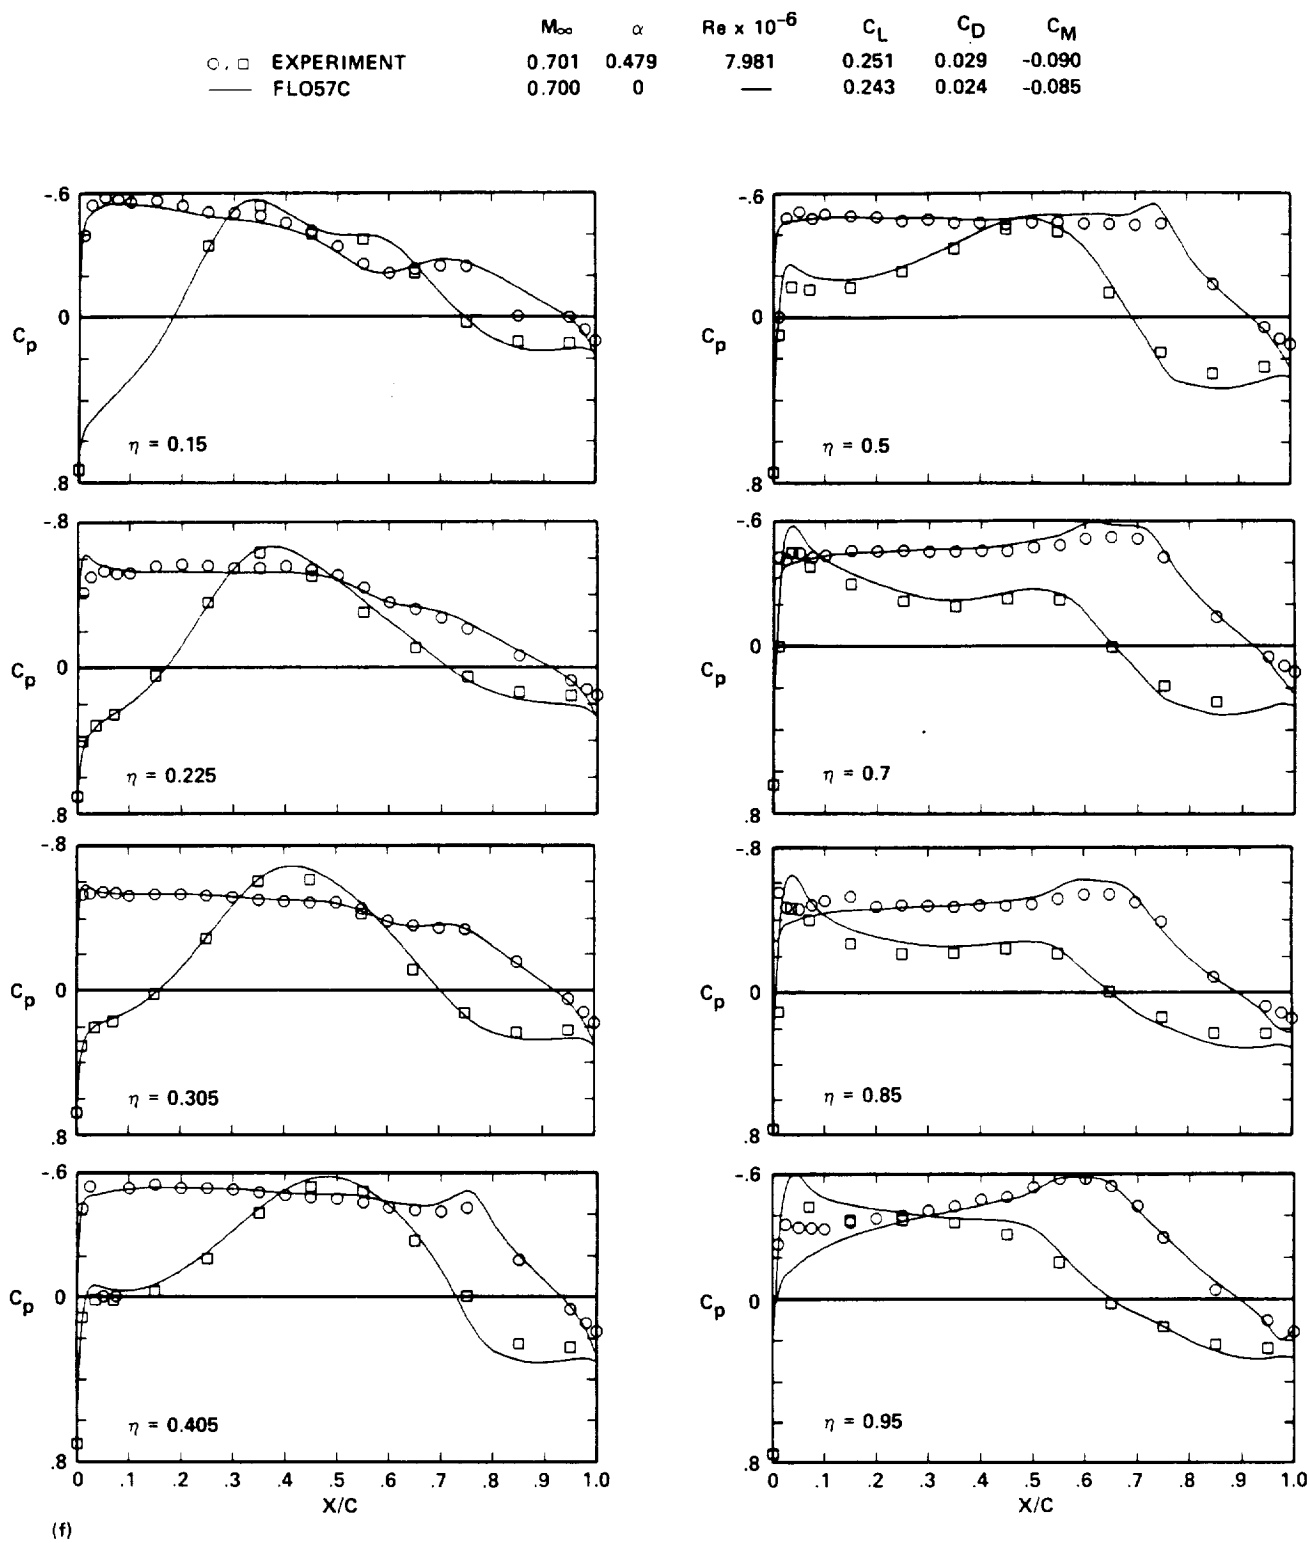 M∞ α Re x 10⁻⁶ C_L C_D C_M
○, □ EXPERIMENT 0.701 0.479 7.981 0.251 0.029 -0.090
— FLO57C 0.700 0 — 0.243 0.024 -0.085
-.6
0
C_p
.8
η = 0.15
-.6
0
C_p
.8
η = 0.5
-.8
0
C_p
.8
η = 0.225
-.6
0
C_p
.8
η = 0.7
-.8
0
C_p
.8
η = 0.305
-.8
0
C_p
.8
η = 0.85
-.6
0
C_p
.8
η = 0.405
0 .1 .2 .3 .4 .5 .6 .7 .8 .9 1.0
X/C
-.6
0
C_p
.8
η = 0.95
0 .1 .2 .3 .4 .5 .6 .7 .8 .9 1.0
X/C
(f)